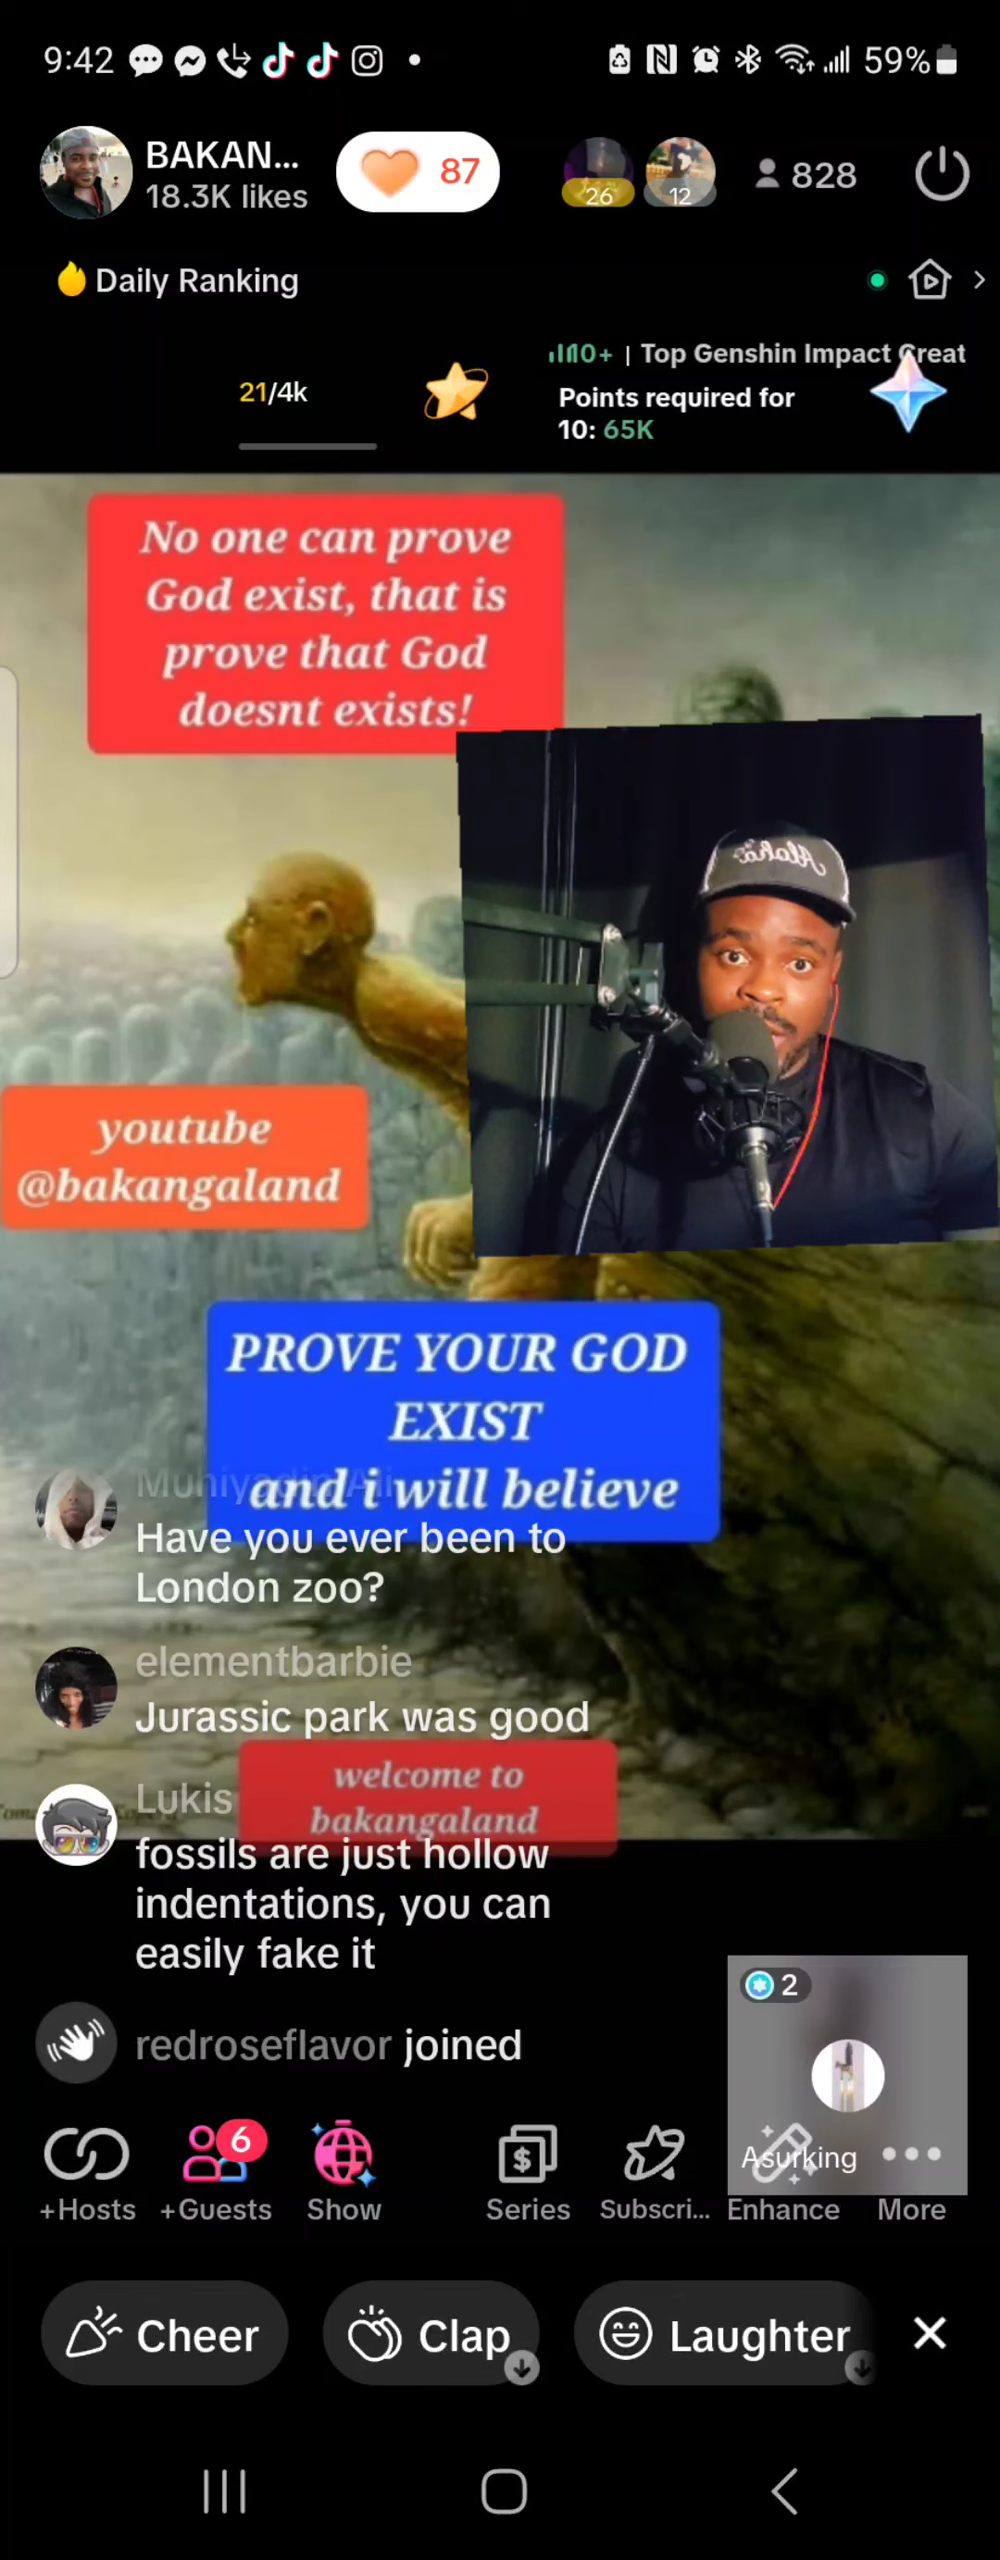 9:42
59%
BAKAN...
18.3K likes
87
26
12
828
Daily Ranking
21/4k
10+ | Top Genshin Impact Creat
Points required for
10: 65K
No one can prove
God exist, that is
prove that God
doesnt exists!
Aloha
youtube
@bakangaland
PROVE YOUR GOD
EXIST
and i will believe
Muhiyadin Ali
Have you ever been to
London zoo?
elementbarbie
Jurassic park was good
welcome to
bakangaland
Lukis
fossils are just hollow
indentations, you can
easily fake it
redroseflavor joined
2
Asurking
6
+Hosts
+Guests
Show
Series
Subscri...
Enhance
More
Cheer
Clap
Laughter